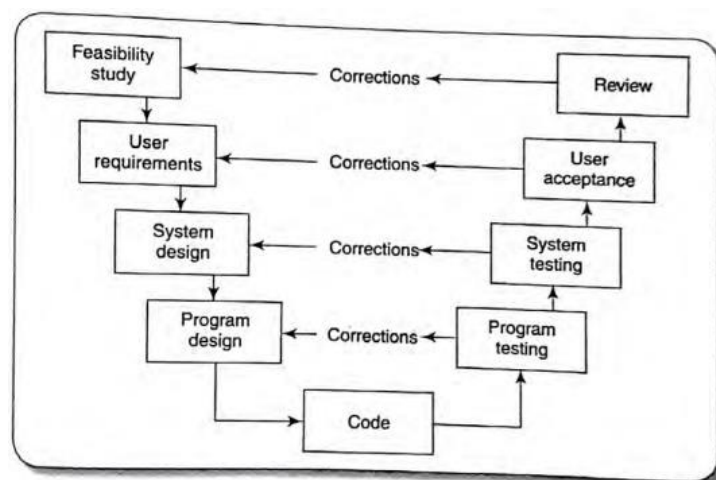 Feasibility
study
Corrections
Review
User
requirements
Corrections
User
acceptance
System
design
Corrections
System
testing
Program
design
Corrections
Program
testing
Code